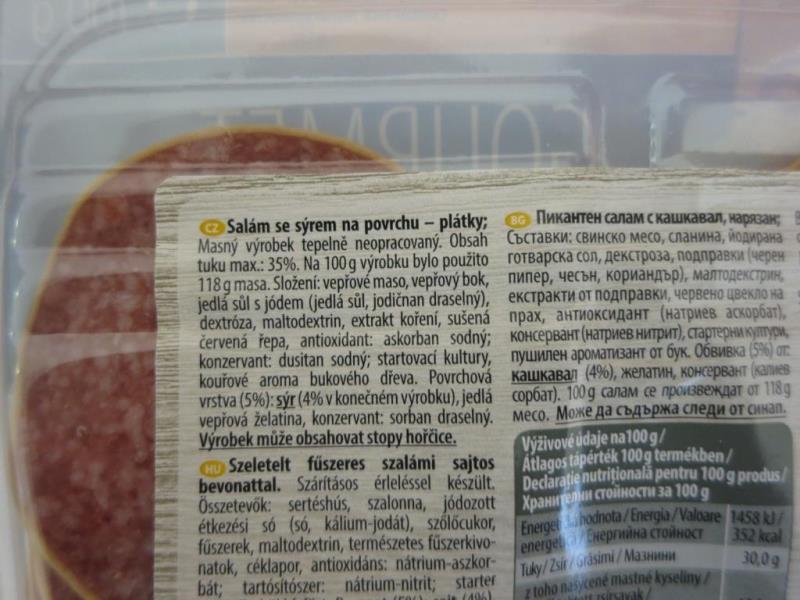 GOURMET
CZ Salám se sýrem na povrchu – plátky;
Masný výrobek tepelně neopracovaný. Obsah
tuku max.: 35%. Na 100 g výrobku bylo použito
118 g masa. Složení: vepřové maso, vepřový bok,
jedlá sůl s jódem (jedlá sůl, jodičnan draselný),
dextróza, maltodextrin, extrakt koření, sušená
červená řepa, antioxidant: askorban sodný;
konzervant: dusitan sodný; startovací kultury,
kouřové aroma bukového dřeva. Povrchová
vrstva (5%): sýr (4% v konečném výrobku), jedlá
vepřová želatina, konzervant: sorban draselný.
Výrobek může obsahovat stopy hořčice.
HU Szeletelt fűszeres szalámi sajtos
bevonattal. Szárításos érleléssel készült.
Összetevők: sertéshús, szalonna, jódozott
étkezési só (só, kálium-jodát), szőlőcukor,
fűszerek, maltodextrin, természetes fűszerkivo-
natok, céklapor, antioxidáns: nátrium-aszkor-
bát; tartósítószer: nátrium-nitrit; starter
BG Пикантен салам с кашкавал, нарязан;
Съставки: свинско месо, сланина, йодирана
готварска сол, декстроза, подправки (черен
пипер, чесън, кориандър), малтодекстрин,
екстракти от подправки, червено цвекло на
прах, антиоксидант (натриев аскорбат),
консервант (натриев нитрит), стартерни култури,
пушилен ароматизант от бук. Обвивка (5%) от:
кашкавал (4%), желатин, консервант (калиев
сорбат). 100 g салам се произвеждат от 118 g
месо. Може да съдържа следи от синап.
Výživové údaje na 100 g /
Átlagos tápérték 100 g termékben /
Declarație nutrițională pentru 100 g produs /
Хранителни стойности за 100 g
hodnota / Energia / Valoare 1458 kJ /
Енергийна стойност 352 kcal
Tuky / Zsír / Grăsimi / Мазнини 30,0 g
z toho nasycené mastné kyseliny /